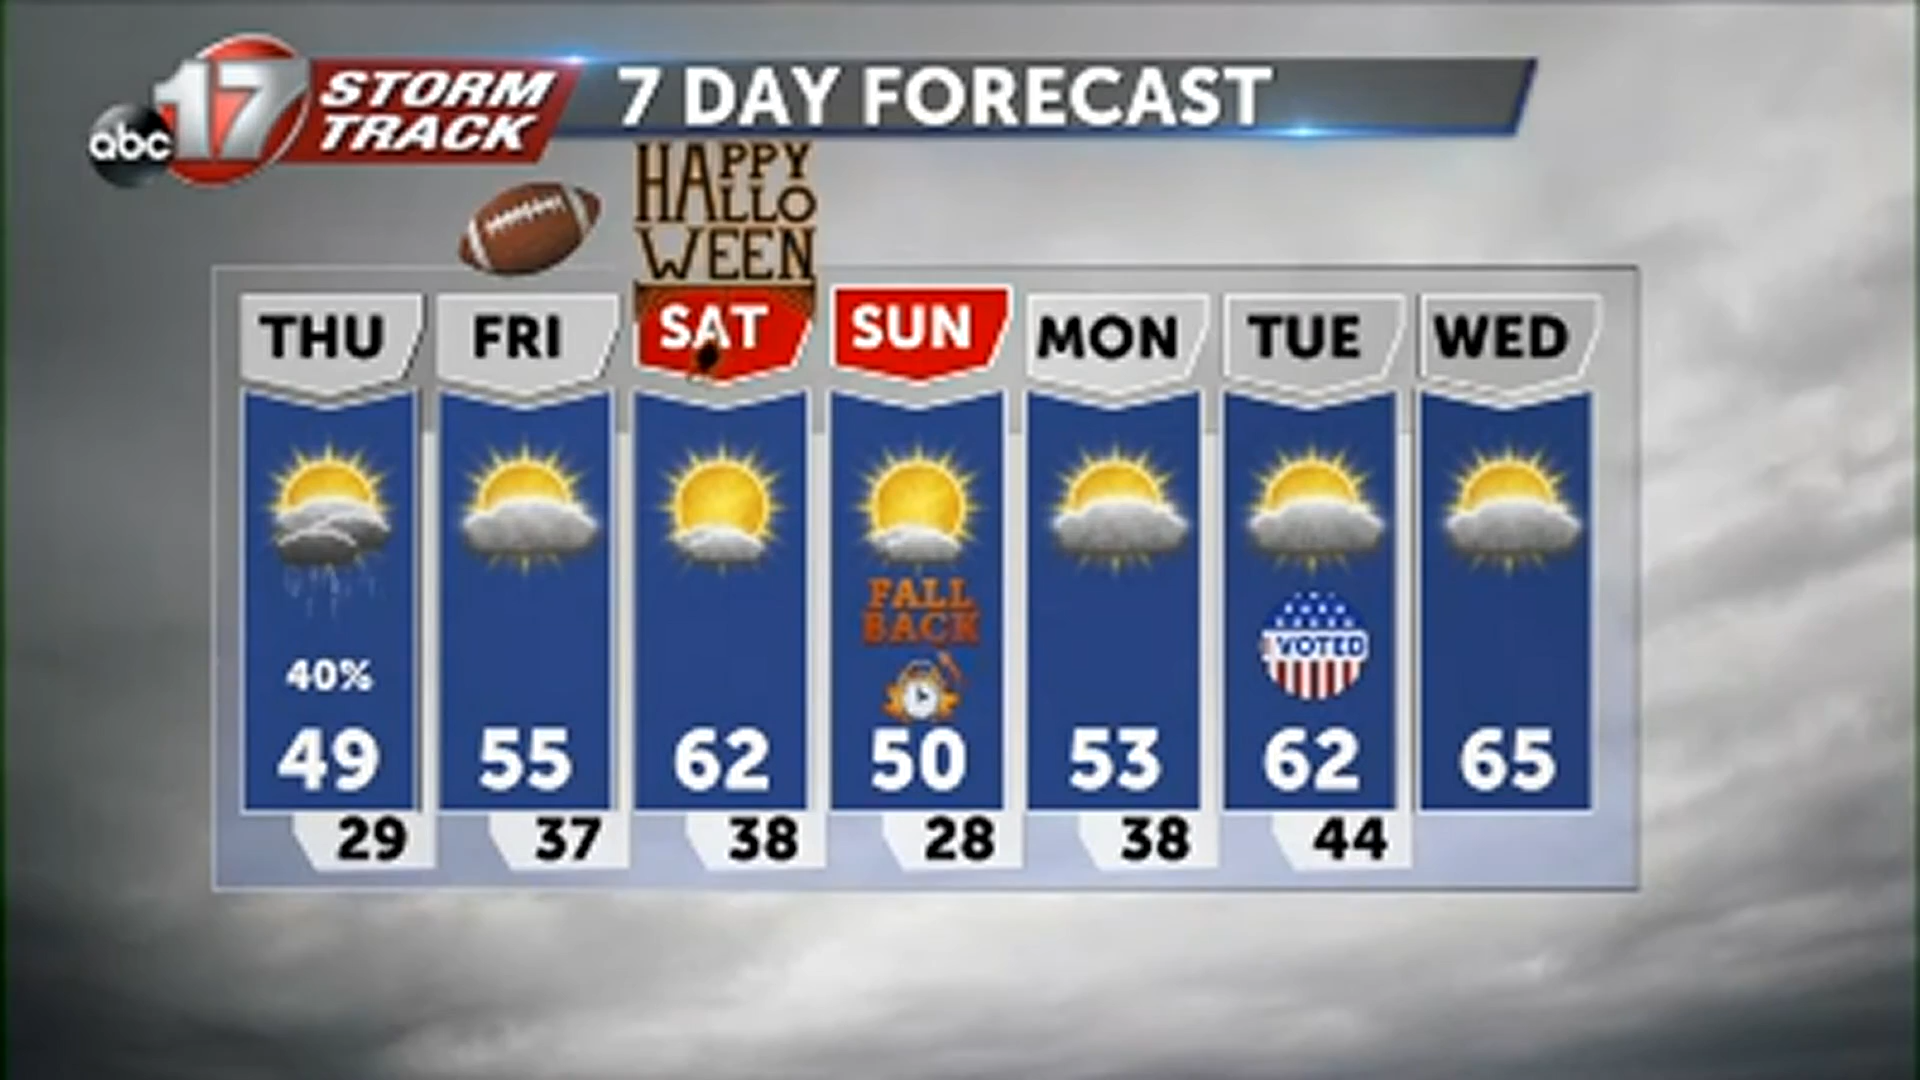 abc 17 STORM TRACK
7 DAY FORECAST
HAPPY
HALLO
WEEN
THU FRI SAT SUN MON TUE WED
FALL
BACK
I VOTED
40%
49 55 62 50 53 62 65
29 37 38 28 38 44